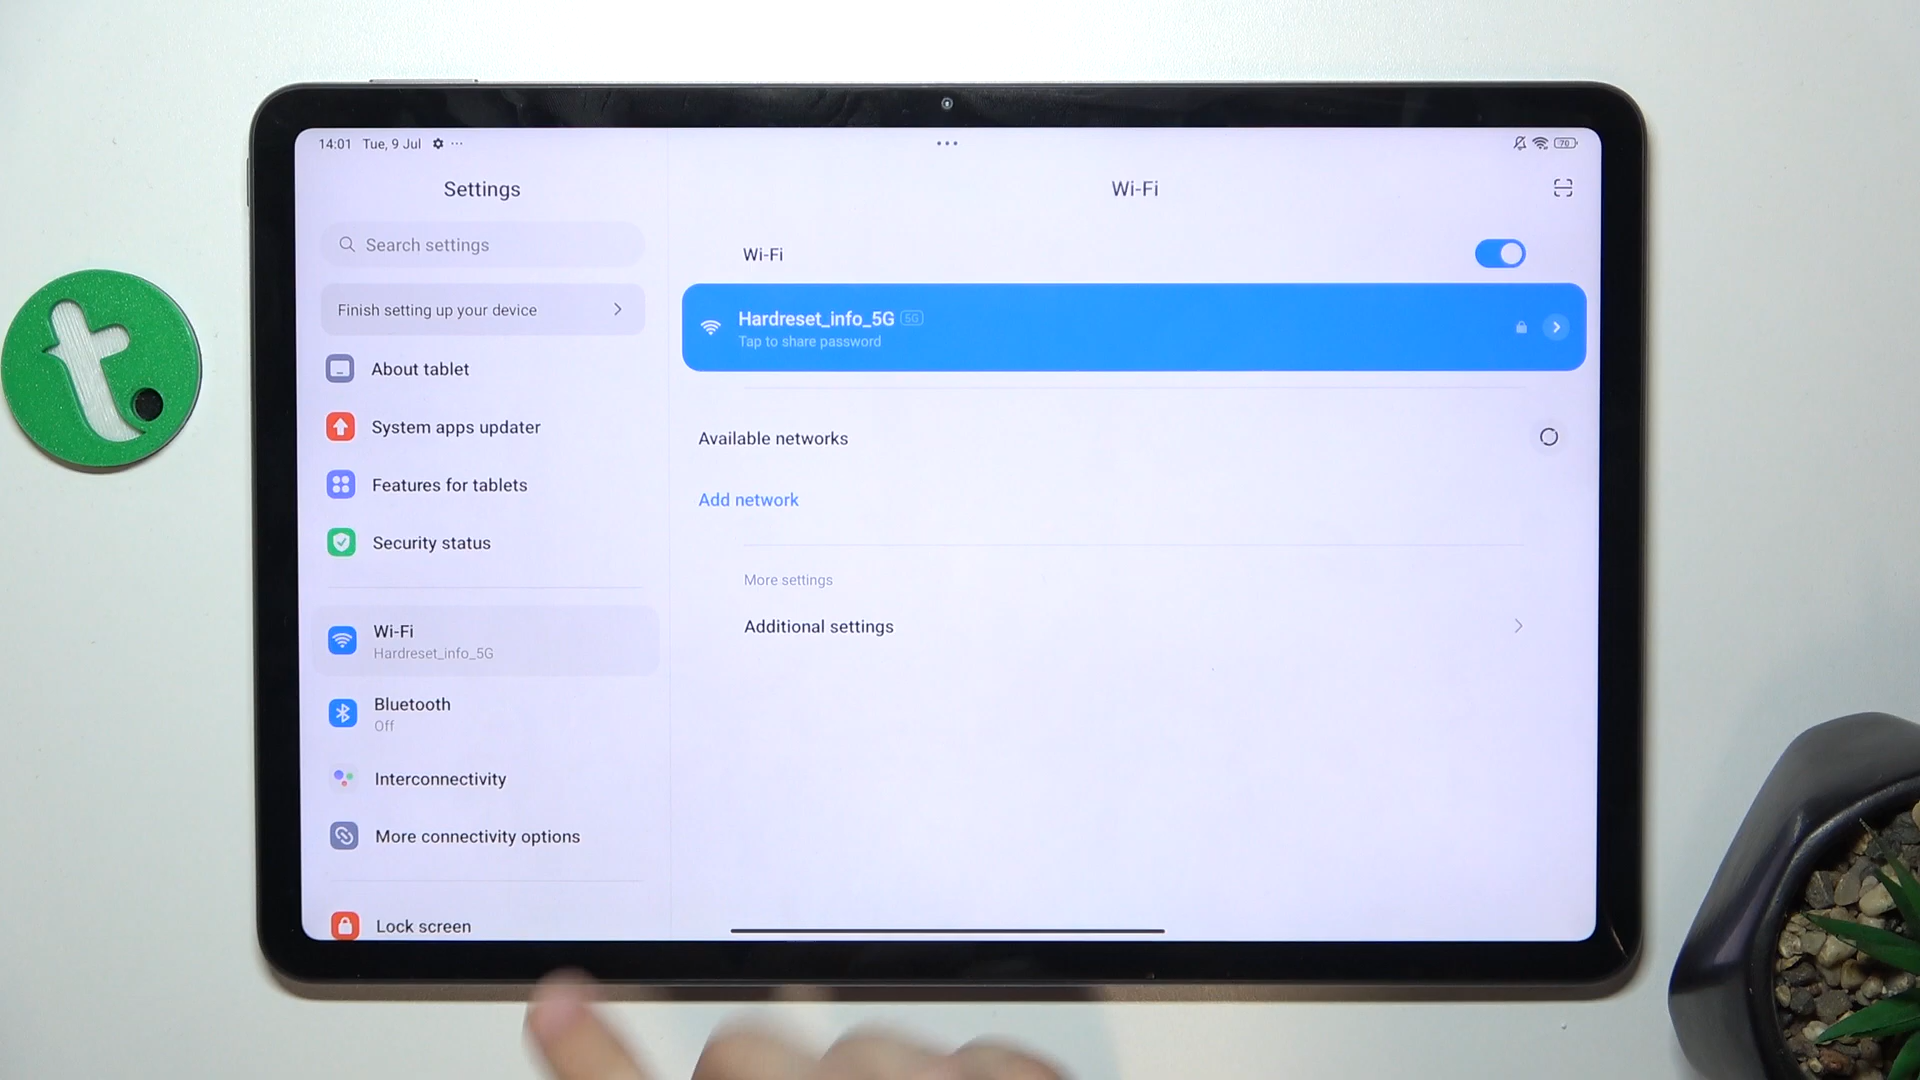 14:01 Tue, 9 Jul
70
Settings
Search settings
Finish setting up your device
About tablet
System apps updater
Features for tablets
Security status
Wi-Fi
Hardreset_info_5G
Bluetooth
Off
Interconnectivity
More connectivity options
Lock screen
Wi-Fi
Wi-Fi
Hardreset_info_5G 5G
Tap to share password
Available networks
Add network
More settings
Additional settings
t